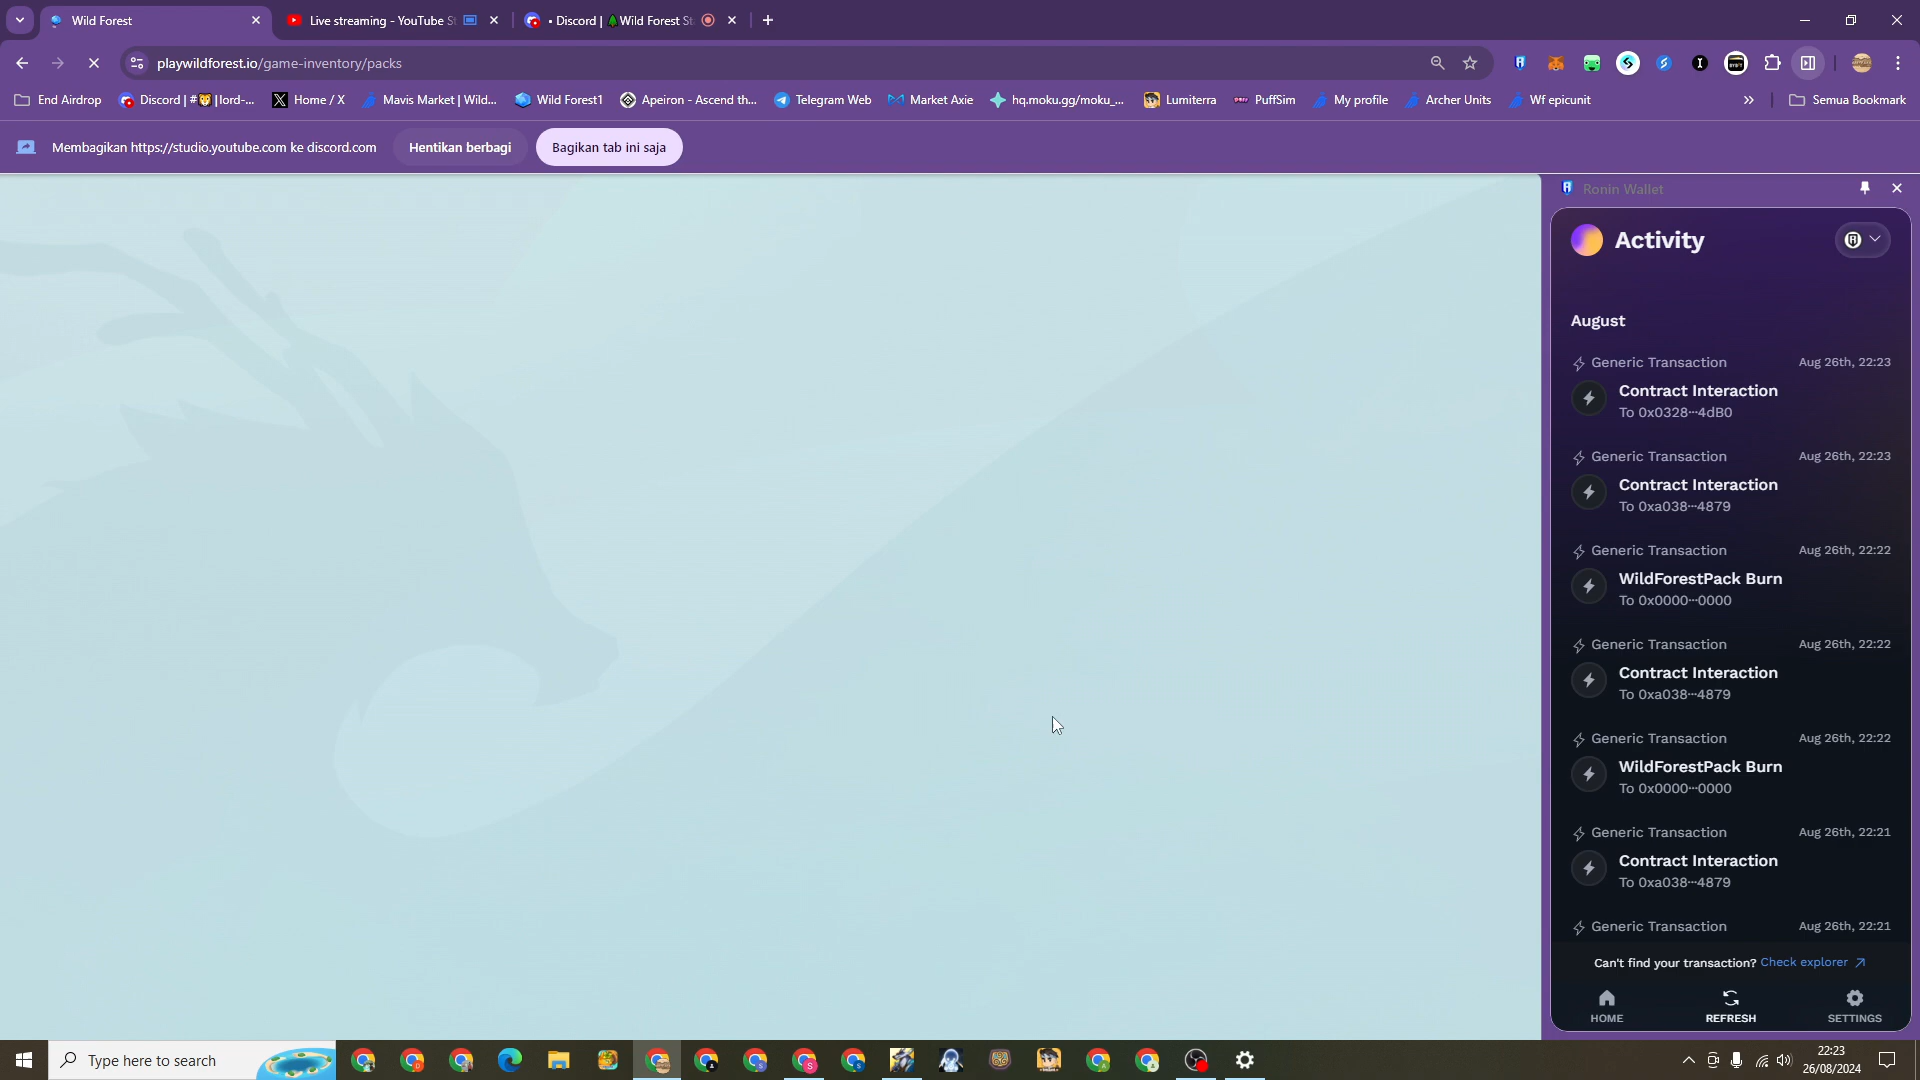 Wild Forest
Live streaming - YouTube S
• Discord | 🌲Wild Forest St
playwildforest.io/game-inventory/packs
End Airdrop
Discord | #🐯|lord-...
Home / X
Mavis Market | Wild...
Wild Forest1
Apeiron - Ascend th...
Telegram Web
Market Axie
hq.moku.gg/moku_...
Lumiterra
PuffSim
My profile
Archer Units
Wf epicunit
Semua Bookmark
Membagikan https://studio.youtube.com ke discord.com
Hentikan berbagi
Bagikan tab ini saja
Ronin Wallet
Activity
August
Generic Transaction Aug 26th, 22:23
Contract Interaction
To 0x0328···4dB0
Generic Transaction Aug 26th, 22:23
Contract Interaction
To 0xa038···4879
Generic Transaction Aug 26th, 22:22
WildForestPack Burn
To 0x0000···0000
Generic Transaction Aug 26th, 22:22
Contract Interaction
To 0xa038···4879
Generic Transaction Aug 26th, 22:22
WildForestPack Burn
To 0x0000···0000
Generic Transaction Aug 26th, 22:21
Contract Interaction
To 0xa038···4879
Generic Transaction Aug 26th, 22:21
Can't find your transaction? Check explorer
HOME
REFRESH
SETTINGS
Type here to search
22:23
26/08/2024